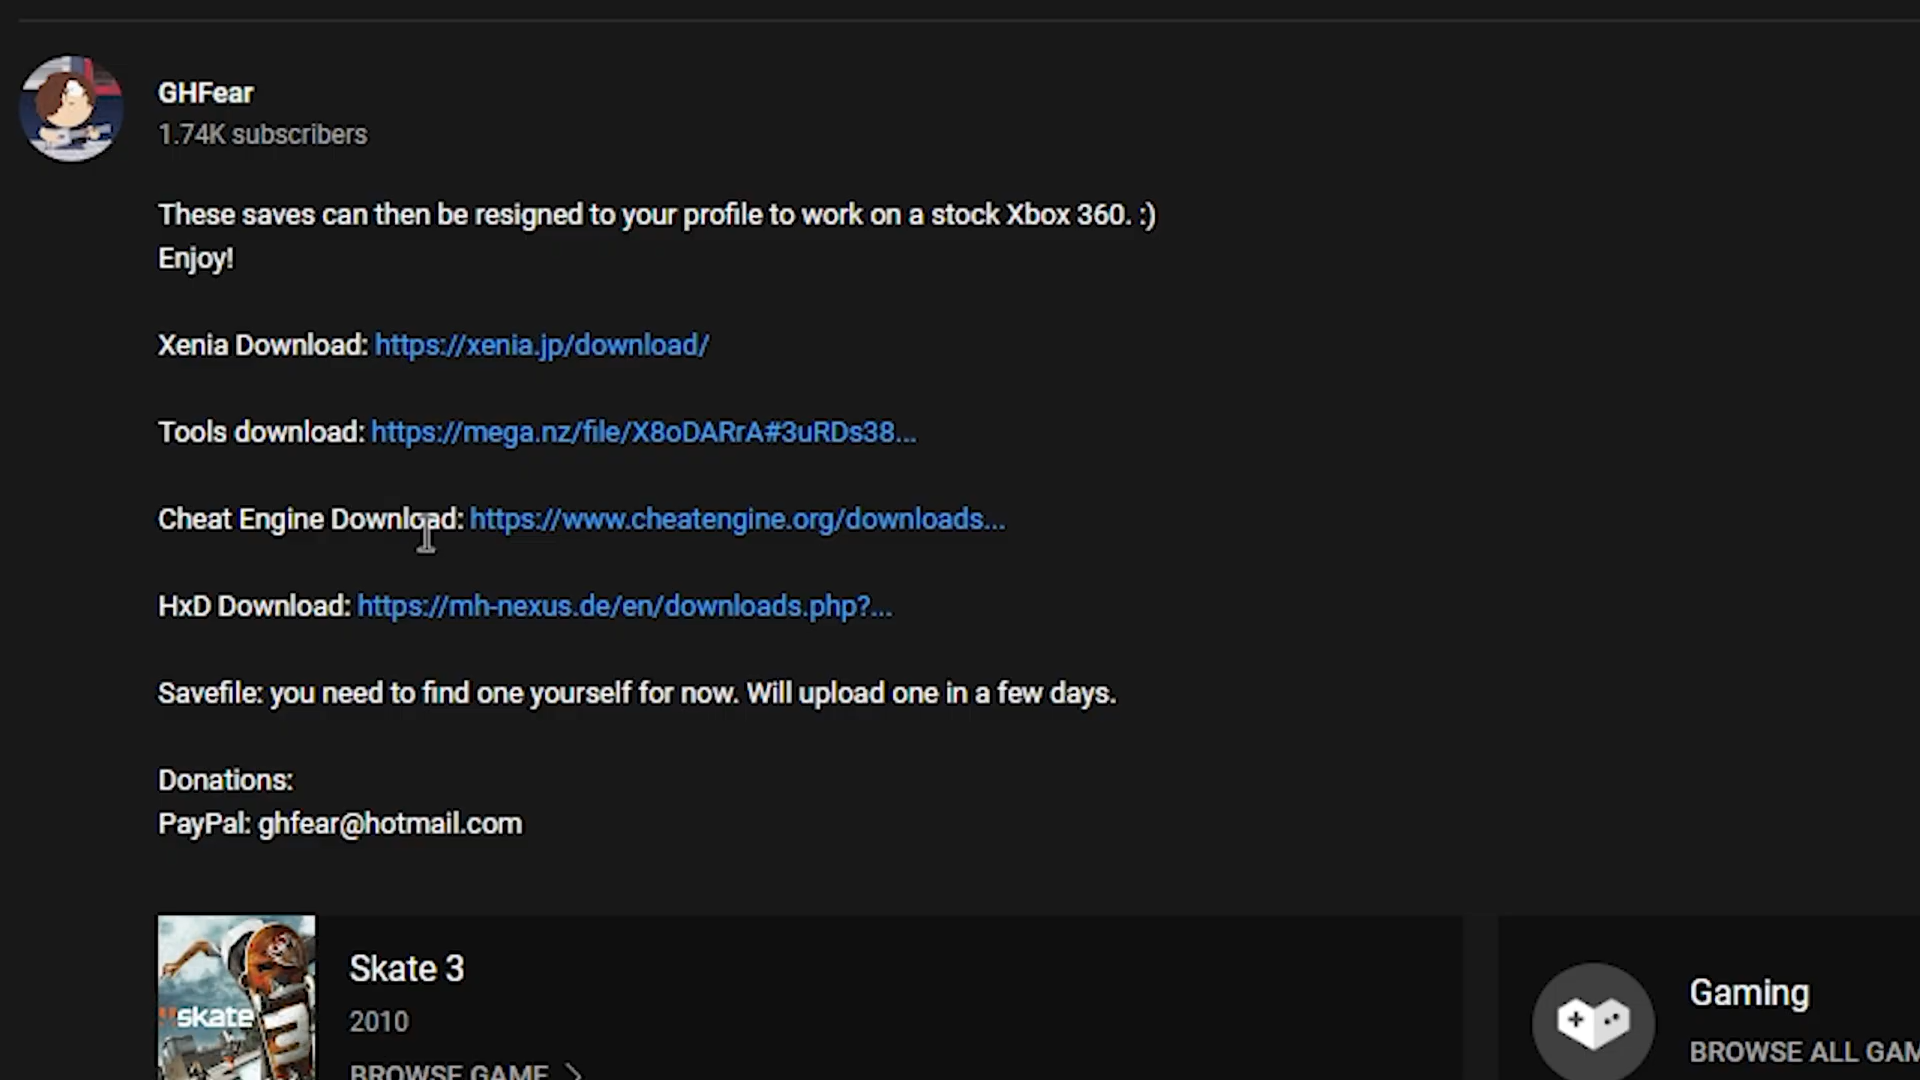 GHFear
1.74K subscribers
These saves can then be resigned to your profile to work on a stock Xbox 360. :)
Enjoy!
Xenia Download: https://xenia.jp/download/
Tools download: https://mega.nz/file/X8oDARrA#3uRDs38...
Cheat Engine Download: https://www.cheatengine.org/downloads...
HxD Download: https://mh-nexus.de/en/downloads.php?...
Savefile: you need to find one yourself for now. Will upload one in a few days.
Donations:
PayPal: ghfear@hotmail.com
skate
3
Skate 3
2010
BROWSE GAME
Gaming
BROWSE ALL GAM